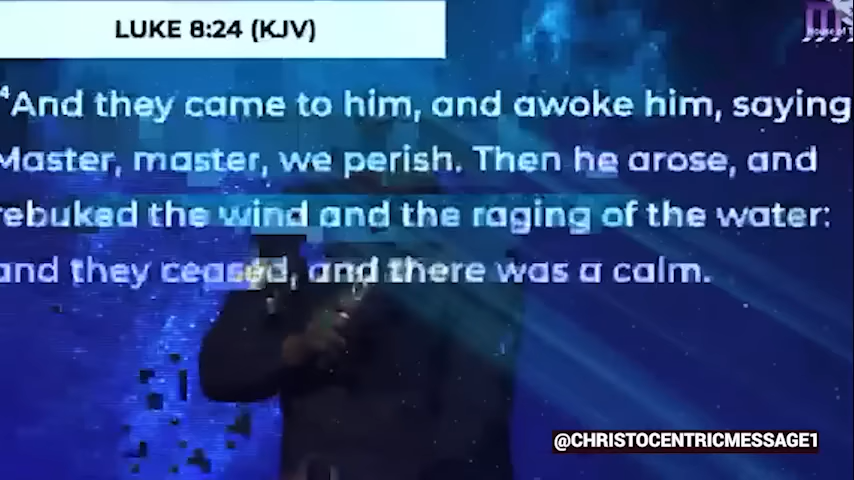 LUKE 8:24 (KJV)
⁴And they came to him, and awoke him, saying
Master, master, we perish. Then he arose, and
rebuked the wind and the raging of the water:
and they ceased, and there was a calm.
@CHRISTOCENTRICMESSAGE1